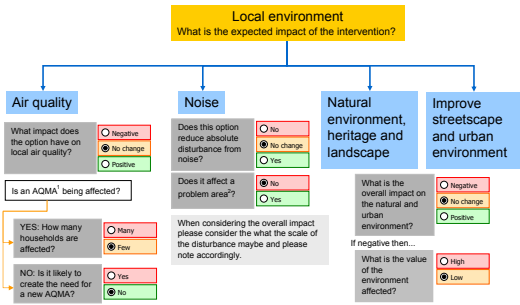 Local environment
What is the expected impact of the intervention?
Air quality
What impact does
the option have on
local air quality?
Negative
No change
Positive
Is an AQMA¹ being affected?
YES: How many
households are
affected?
Many
Few
NO: Is it likely to
create the need for
a new AQMA?
Yes
No
Noise
Does this option
reduce absolute
disturbance from
noise?
No
No change
Yes
Does it affect a
problem area²?
No
Yes
When considering the overall impact
please consider the what the scale of
the disturbance maybe and please
note accordingly.
Natural
environment,
heritage and
landscape
Improve
streetscape
and urban
environment
What is the
overall impact on
the natural and
urban
environment?
Negative
No change
Positive
If negative then...
What is the value
of the
environment
affected?
High
Low